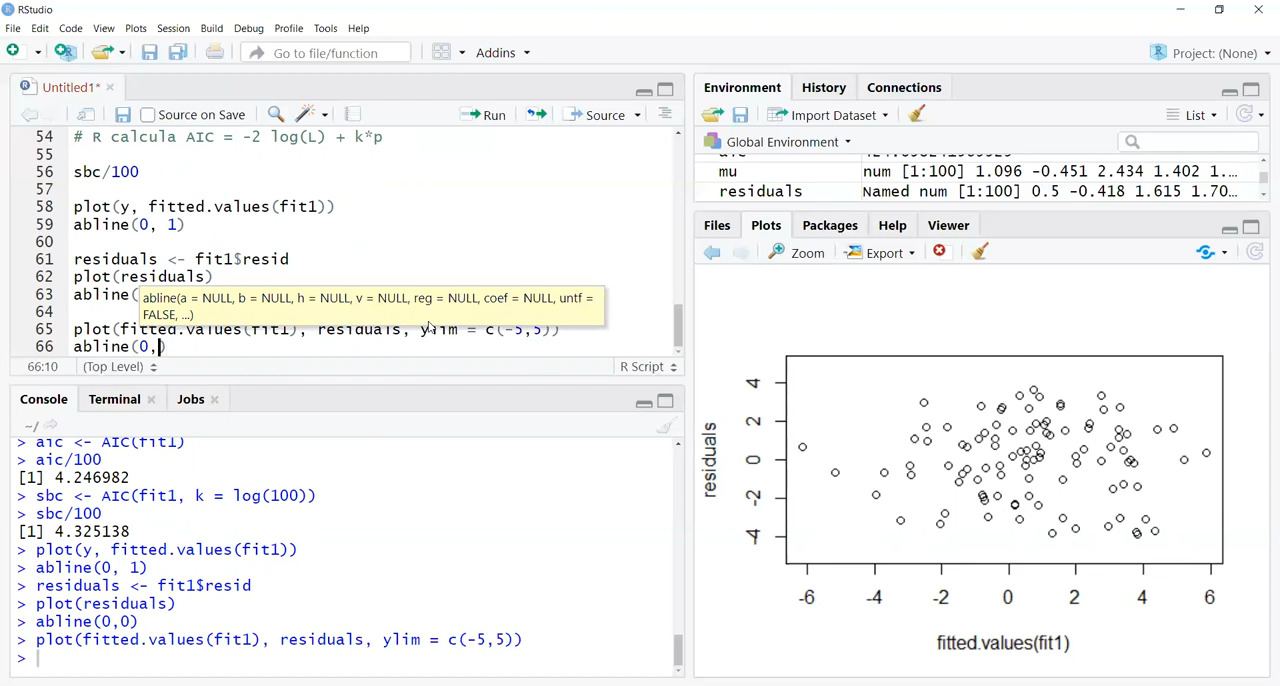 RStudio
File Edit Code View Plots Session Build Debug Profile Tools Help
Go to file/function Addins Project: (None)
Untitled1*
Source on Save Run Source
54 # R calcula AIC = -2 log(L) + k*p
55
56 sbc/100
57
58 plot(y, fitted.values(fit1))
59 abline(0, 1)
60
61 residuals <- fit1$resid
62 plot(residuals)
63 abline(
abline(a = NULL, b = NULL, h = NULL, v = NULL, reg = NULL, coef = NULL, untf =
FALSE, ...)
64
65 plot(fitted.values(fit1), residuals, ylim = c(-5,5))
66 abline(0,)
66:10 (Top Level) R Script
Console Terminal Jobs
~/
> aic <- AIC(fit1)
> aic/100
[1] 4.246982
> sbc <- AIC(fit1, k = log(100))
> sbc/100
[1] 4.325138
> plot(y, fitted.values(fit1))
> abline(0, 1)
> residuals <- fit1$resid
> plot(residuals)
> abline(0,0)
> plot(fitted.values(fit1), residuals, ylim = c(-5,5))
>
Environment History Connections
Import Dataset List
Global Environment
mu num [1:100] 1.096 -0.451 2.434 1.402 1.…
residuals Named num [1:100] 0.5 -0.418 1.615 1.70…
Files Plots Packages Help Viewer
Zoom Export
residuals
4
2
0
-2
-4
-6 -4 -2 0 2 4 6
fitted.values(fit1)